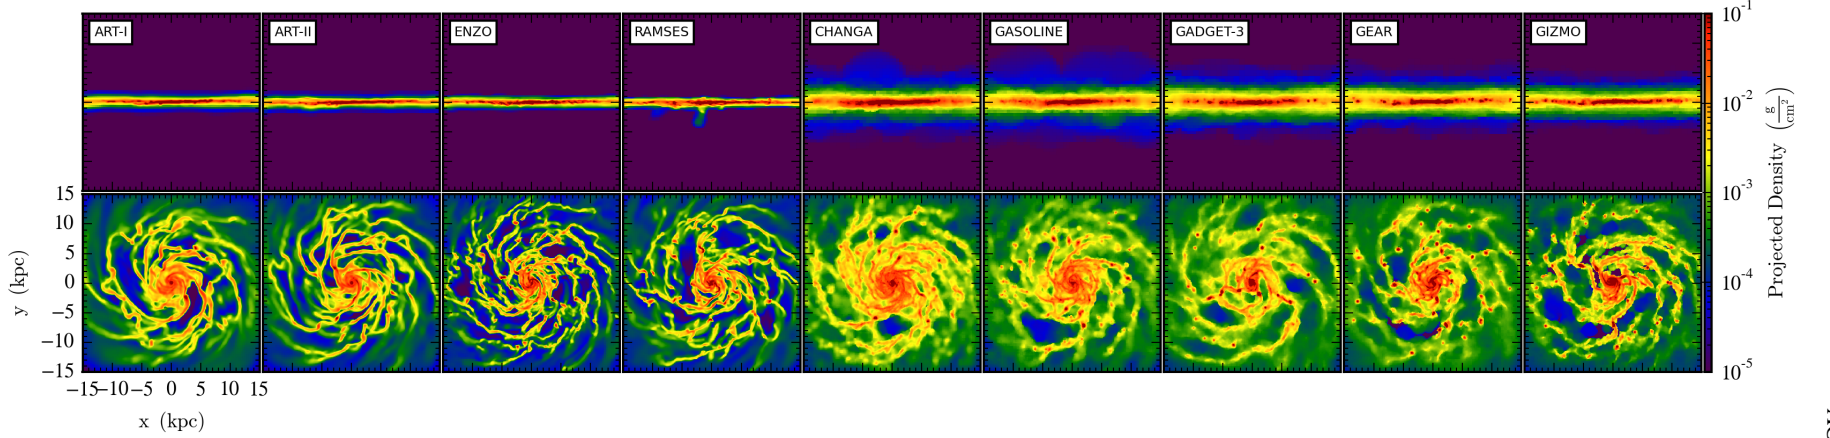 ART-I ART-II ENZO RAMSES CHANGA GASOLINE GADGET-3 GEAR GIZMO
10^-1
10^-2
10^-3
10^-4
10^-5
Projected Density (g/cm^2)
15
10
5
0
−5
−10
−15
y (kpc)
−15 −10 −5 0 5 10 15
x (kpc)